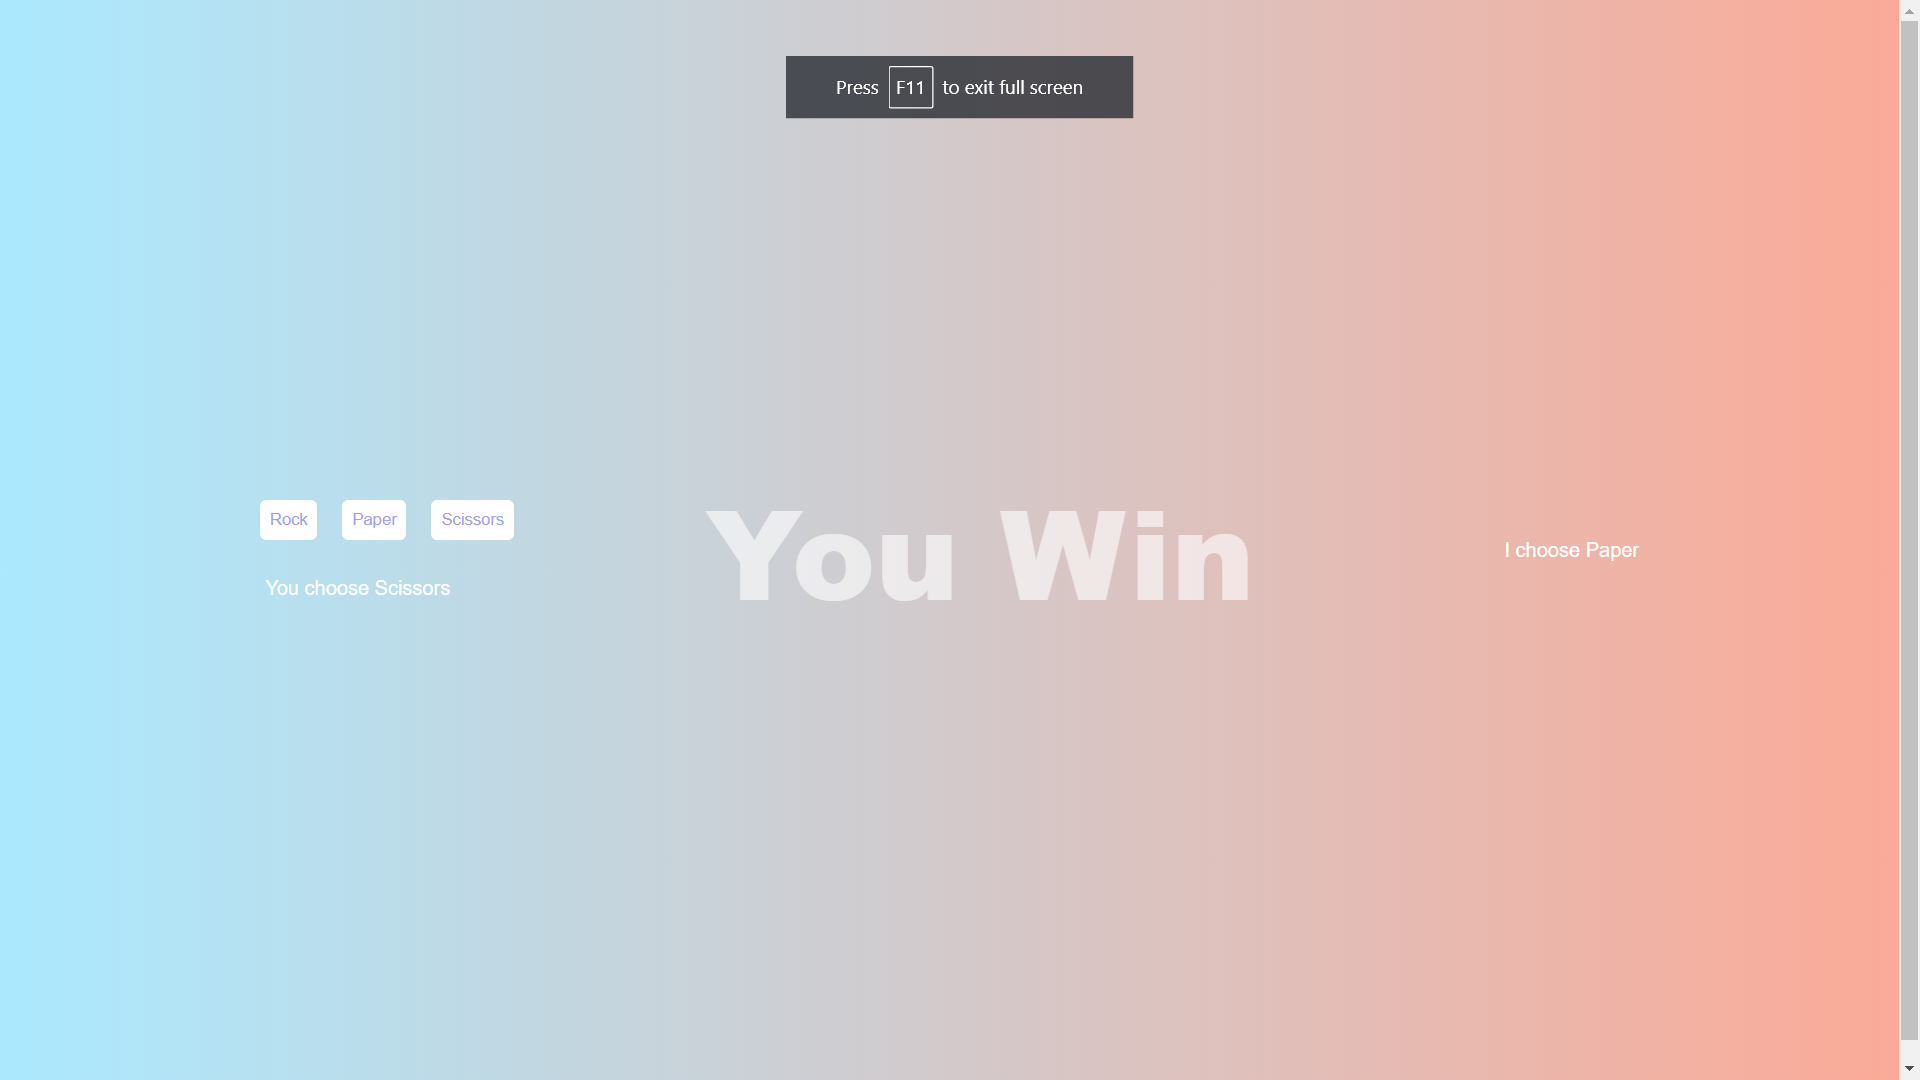 Press F11 to exit full screen
Rock Paper Scissors
You choose Scissors
You Win
I choose Paper